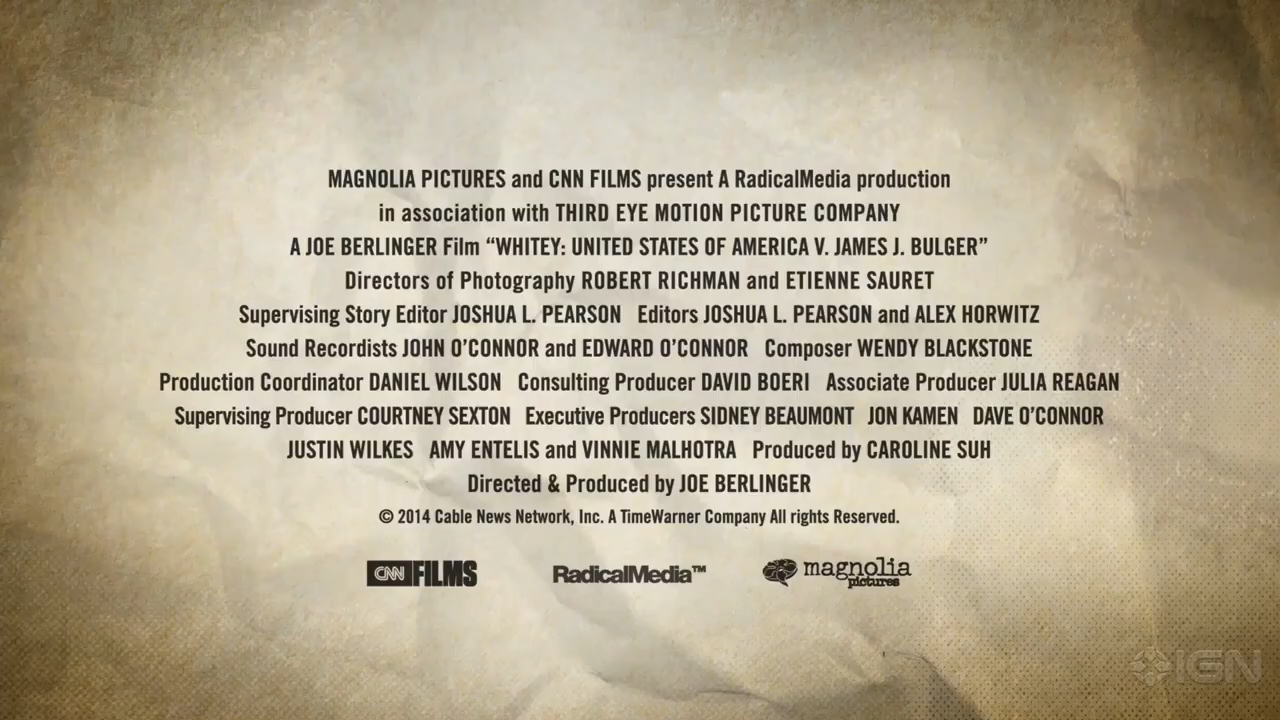 MAGNOLIA PICTURES and CNN FILMS present A RadicalMedia production
in association with THIRD EYE MOTION PICTURE COMPANY
A JOE BERLINGER Film “WHITEY: UNITED STATES OF AMERICA V. JAMES J. BULGER”
Directors of Photography ROBERT RICHMAN and ETIENNE SAURET
Supervising Story Editor JOSHUA L. PEARSON Editors JOSHUA L. PEARSON and ALEX HORWITZ
Sound Recordists JOHN O’CONNOR and EDWARD O’CONNOR Composer WENDY BLACKSTONE
Production Coordinator DANIEL WILSON Consulting Producer DAVID BOERI Associate Producer JULIA REAGAN
Supervising Producer COURTNEY SEXTON Executive Producers SIDNEY BEAUMONT JON KAMEN DAVE O’CONNOR
JUSTIN WILKES AMY ENTELIS and VINNIE MALHOTRA Produced by CAROLINE SUH
Directed & Produced by JOE BERLINGER
© 2014 Cable News Network, Inc. A TimeWarner Company All rights Reserved.
CNN FILMS RadicalMedia™ magnolia
pictures
IGN